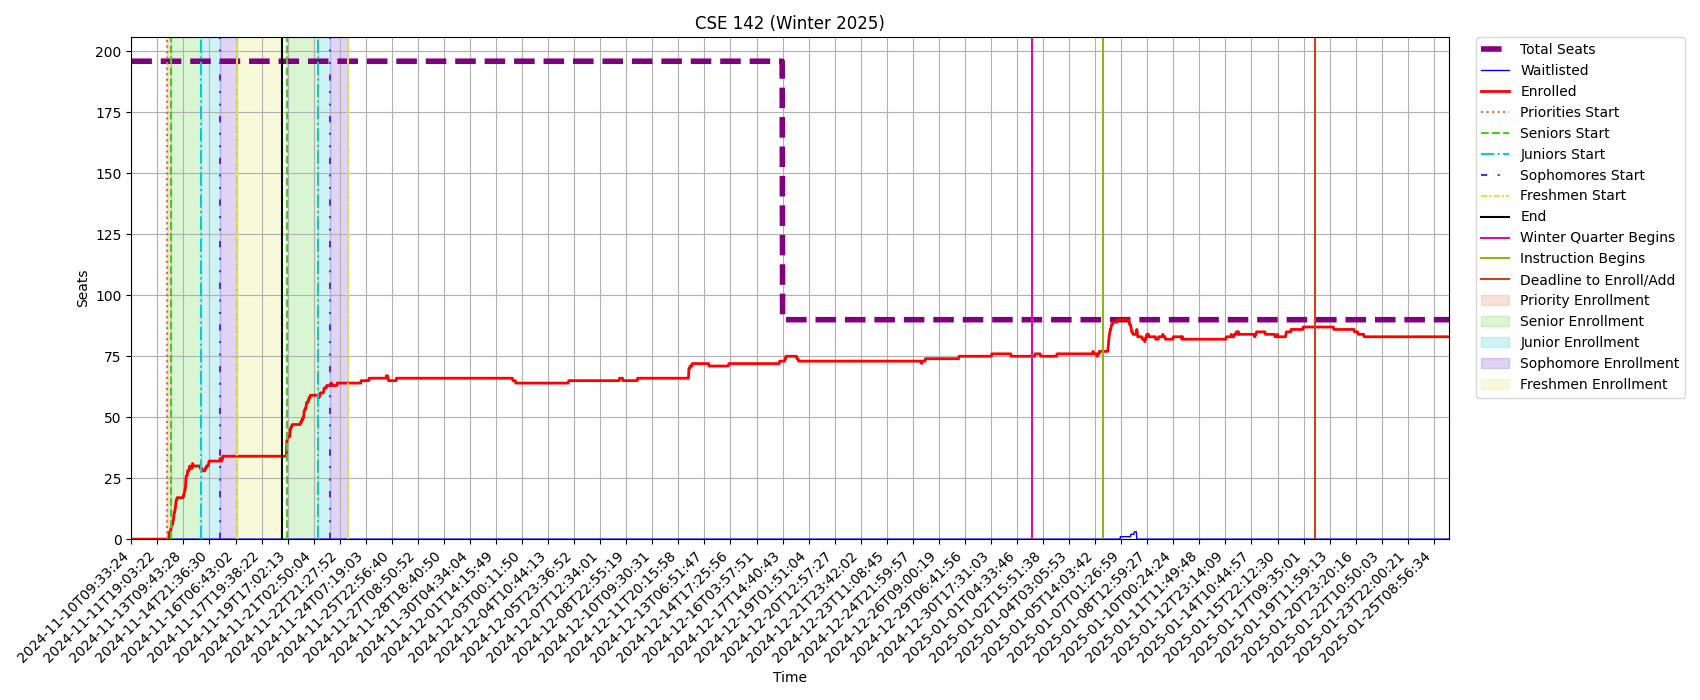 CSE 142 (Winter 2025)
Seats
200
175
150
125
100
75
50
25
0
2024-11-10T09:33:24
2024-11-11T19:03:22
2024-11-13T09:43:28
2024-11-14T21:36:30
2024-11-16T06:43:02
2024-11-17T19:38:22
2024-11-19T17:02:13
2024-11-21T02:50:04
2024-11-22T21:27:52
2024-11-24T07:19:03
2024-11-25T22:56:40
2024-11-27T08:50:52
2024-11-28T18:40:50
2024-11-30T04:34:04
2024-12-01T14:15:49
2024-12-03T00:11:50
2024-12-04T10:44:13
2024-12-05T23:36:52
2024-12-07T12:34:01
2024-12-08T22:55:19
2024-12-10T09:30:31
2024-12-11T20:15:58
2024-12-13T06:51:47
2024-12-14T17:25:56
2024-12-16T03:57:51
2024-12-17T14:40:43
2024-12-19T01:51:04
2024-12-20T12:57:27
2024-12-21T23:42:02
2024-12-23T11:08:45
2024-12-24T21:59:57
2024-12-26T09:00:19
2024-12-29T06:41:56
2024-12-30T17:31:03
2025-01-01T04:33:46
2025-01-02T15:51:38
2025-01-04T03:05:53
2025-01-05T14:03:42
2025-01-07T01:26:59
2025-01-08T12:59:27
2025-01-10T00:24:24
2025-01-11T11:49:48
2025-01-12T23:14:09
2025-01-14T10:44:57
2025-01-15T22:12:30
2025-01-17T09:35:01
2025-01-19T11:59:13
2025-01-20T23:20:16
2025-01-22T10:50:03
2025-01-23T22:00:21
2025-01-25T08:56:34
Time
Total Seats
Waitlisted
Enrolled
Priorities Start
Seniors Start
Juniors Start
Sophomores Start
Freshmen Start
End
Winter Quarter Begins
Instruction Begins
Deadline to Enroll/Add
Priority Enrollment
Senior Enrollment
Junior Enrollment
Sophomore Enrollment
Freshmen Enrollment